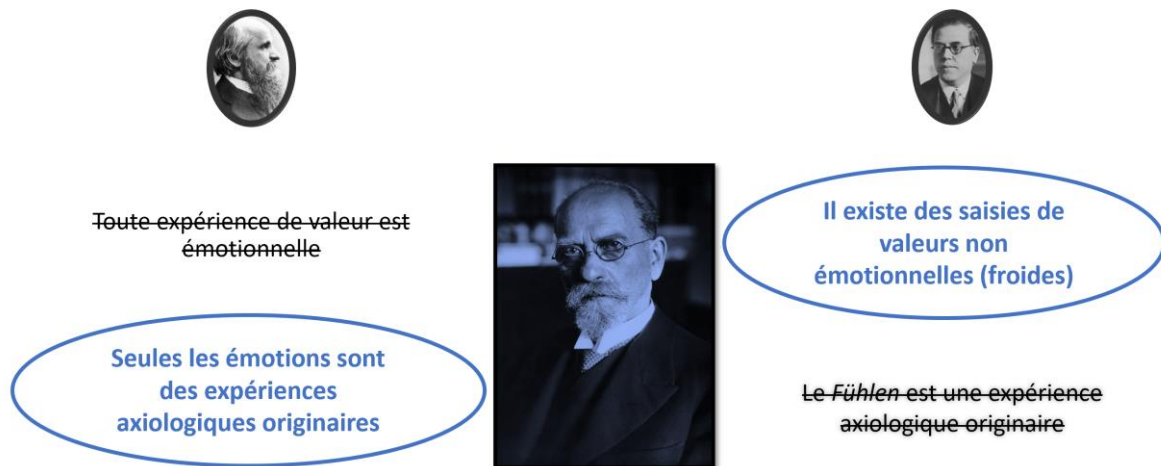 Toute expérience de valeur est
émotionnelle
Seules les émotions sont
des expériences
axiologiques originaires
Il existe des saisies de
valeurs non
émotionnelles (froides)
Le Fühlen est une expérience
axiologique originaire